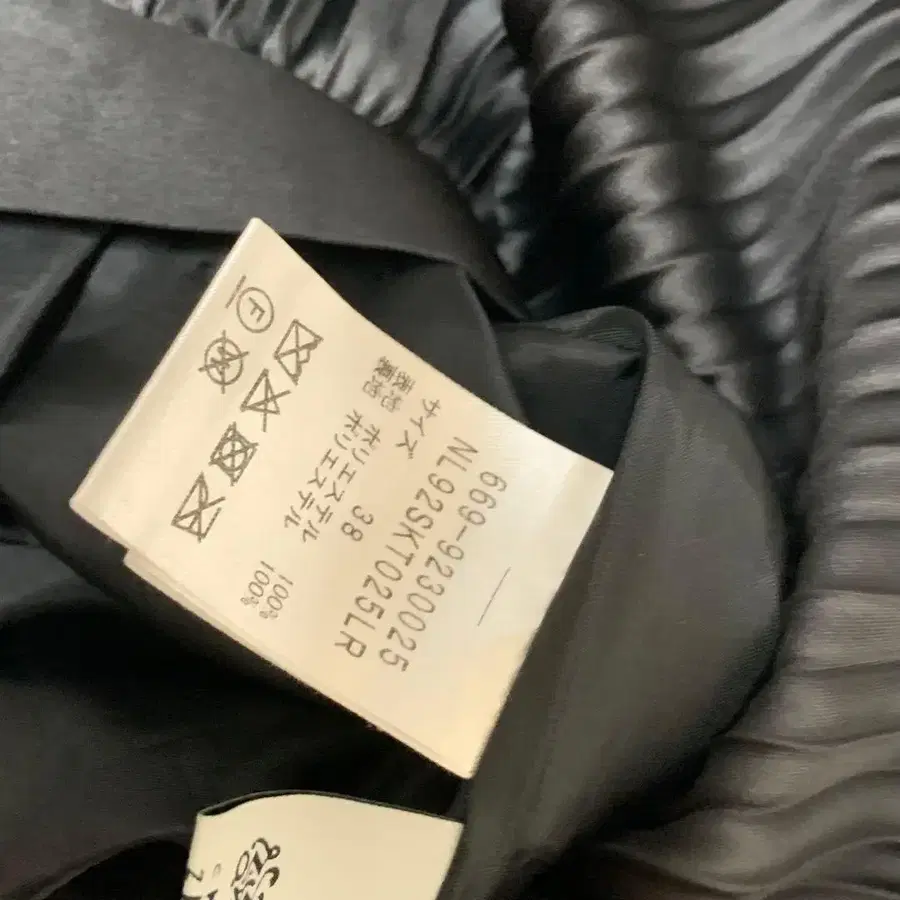 669-9230025
NL92SKT025LR
サイズ 38
表地 ポリエステル 100%
裏地 ポリエステル 100%
F
W